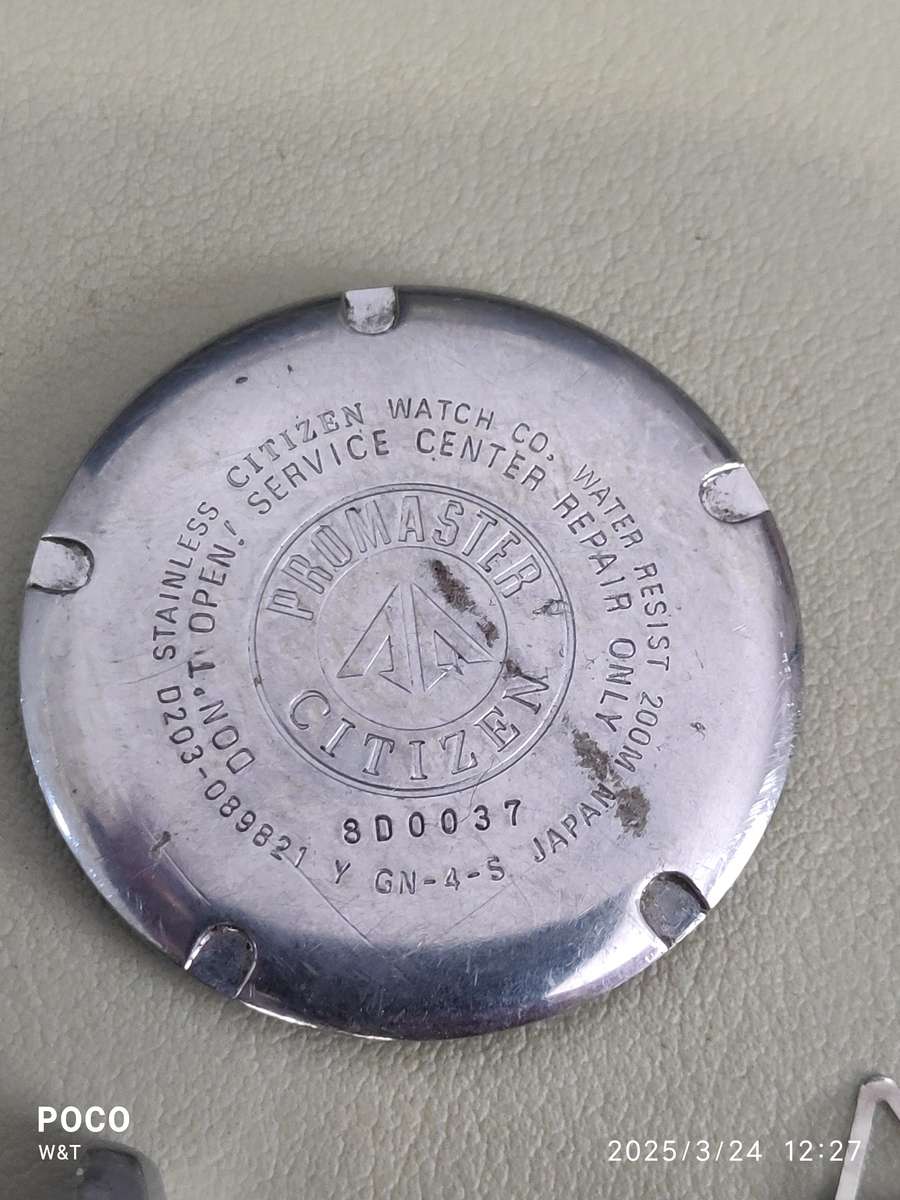 STAINLESS CITIZEN WATCH CO. WATER RESIST 200M
DON'T OPEN! SERVICE CENTER REPAIR ONLY
PROMASTER
CITIZEN
8D0037
D203-089821 Y GN-4-S JAPAN
POCO
W&T
2025/3/24 12:27